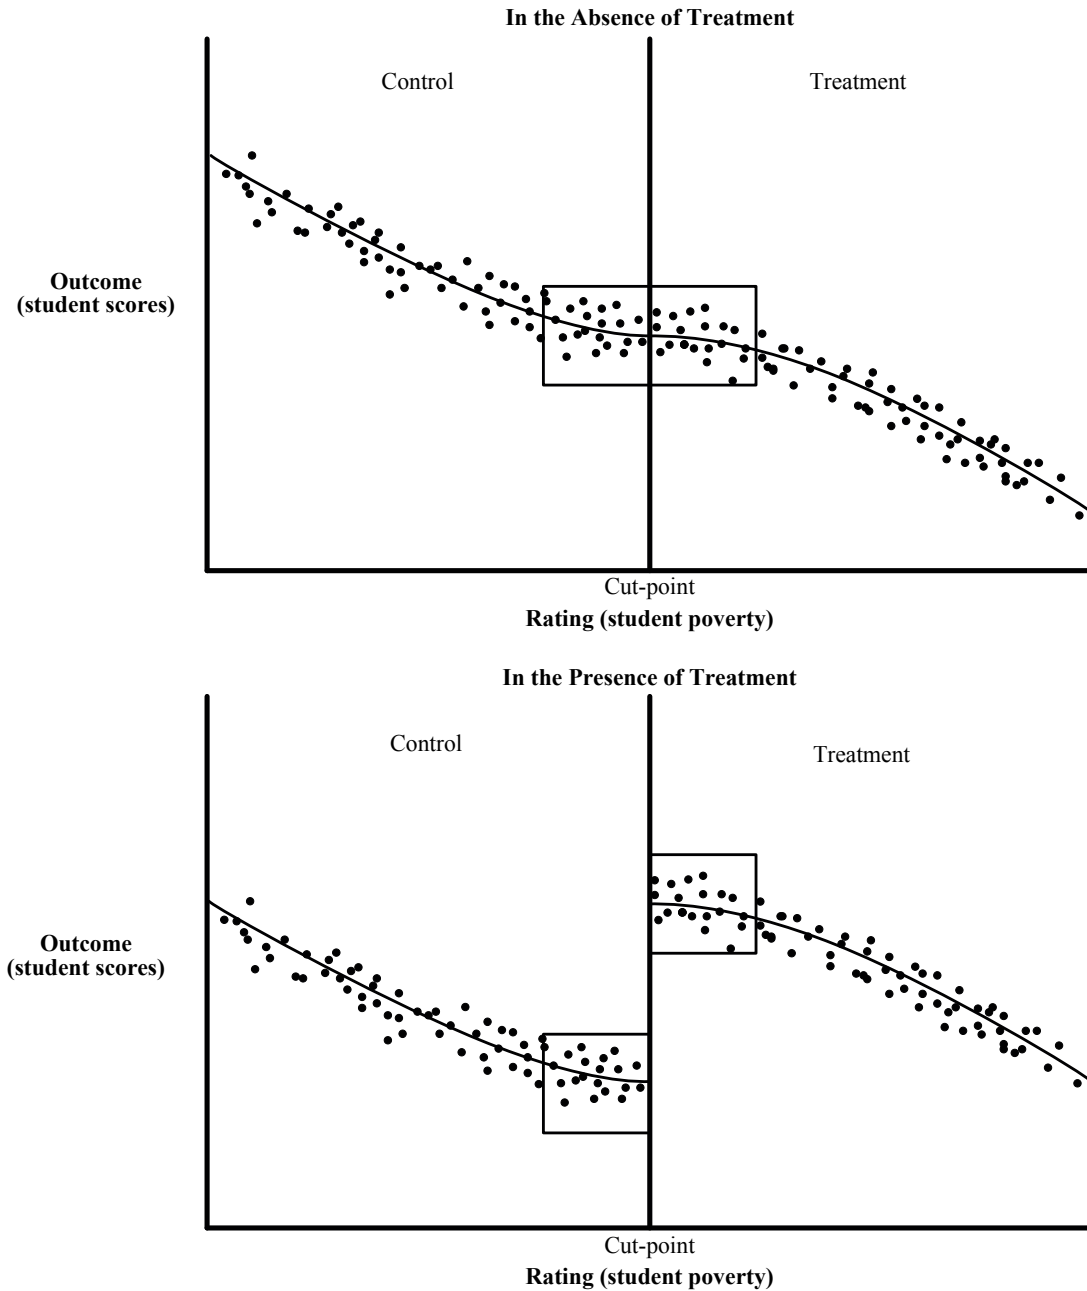 In the Absence of Treatment
Control
Treatment
Outcome
(student scores)
Cut-point
Rating (student poverty)
In the Presence of Treatment
Control
Treatment
Outcome
(student scores)
Cut-point
Rating (student poverty)